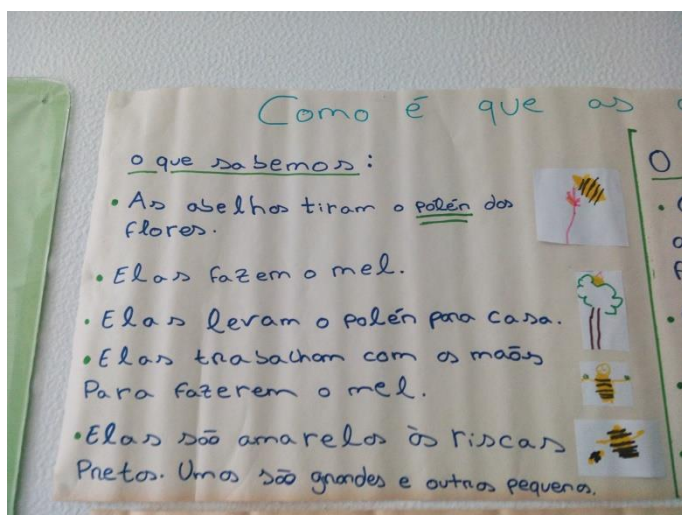 Como é que as
o que sabemos:
• As abelhas tiram o polén das
flores.
• Elas fazem o mel.
• Elas levam o polén para casa.
• Elas trabalham com as maõs
Para fazerem o mel.
• Elas são amarelas às riscas
Pretas. Umas são grandes e outras pequenas.
O